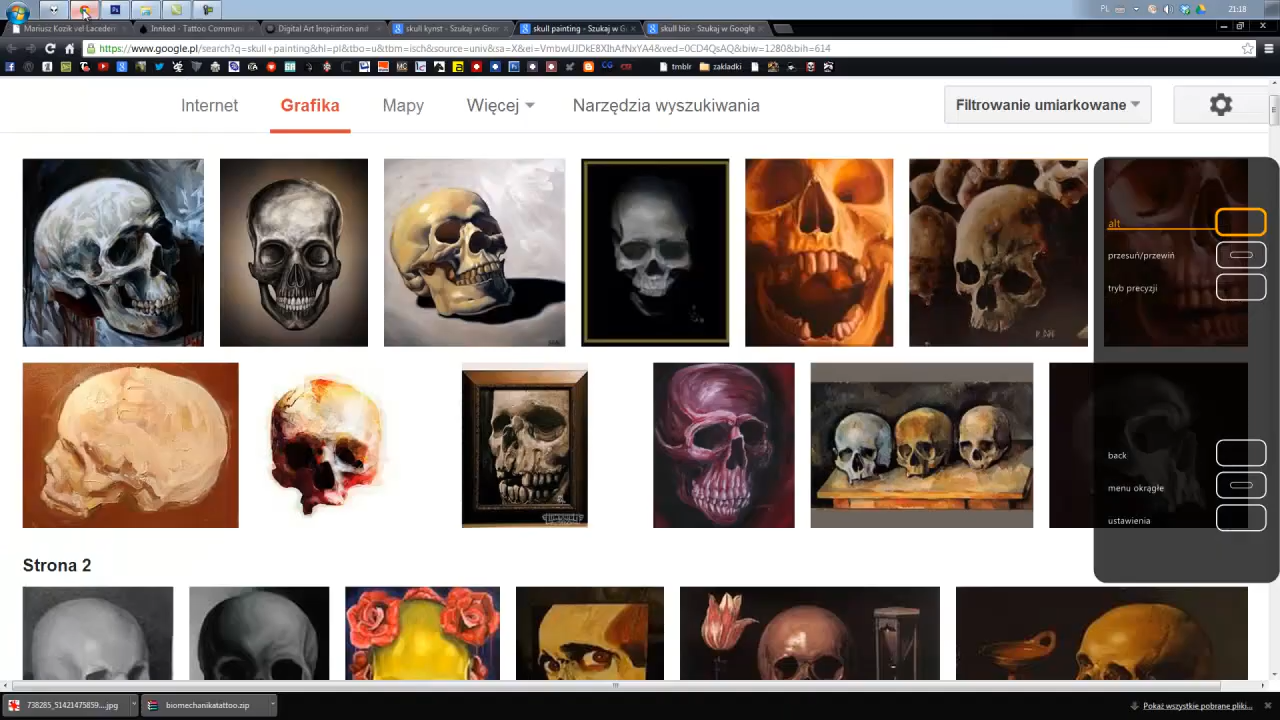 PL
21:18
Mariusz Kozik vel Lacedem
Innked - Tattoo Commun
Digital Art Inspiration and
skull kynst - Szukaj w Goo
skull painting - Szukaj w G
skull bio - Szukaj w Google
https://www.google.pl/search?q=skull+painting&hl=pl&tbo=u&tbm=isch&source=univ&sa=X&ei=VmbwUJDkE8XIhAfNxYA4&ved=0CD4QsAQ&biw=1280&bih=614
tmblr
zakladki
Internet
Grafika
Mapy
Więcej
Narzędzia wyszukiwania
Filtrowanie umiarkowane
alt
przesuń/przewiń
tryb precyzji
back
menu okrągłe
ustawienia
Strona 2
738285_51421475859....jpg
biomechanikatattoo.zip
Pokaż wszystkie pobrane pliki...